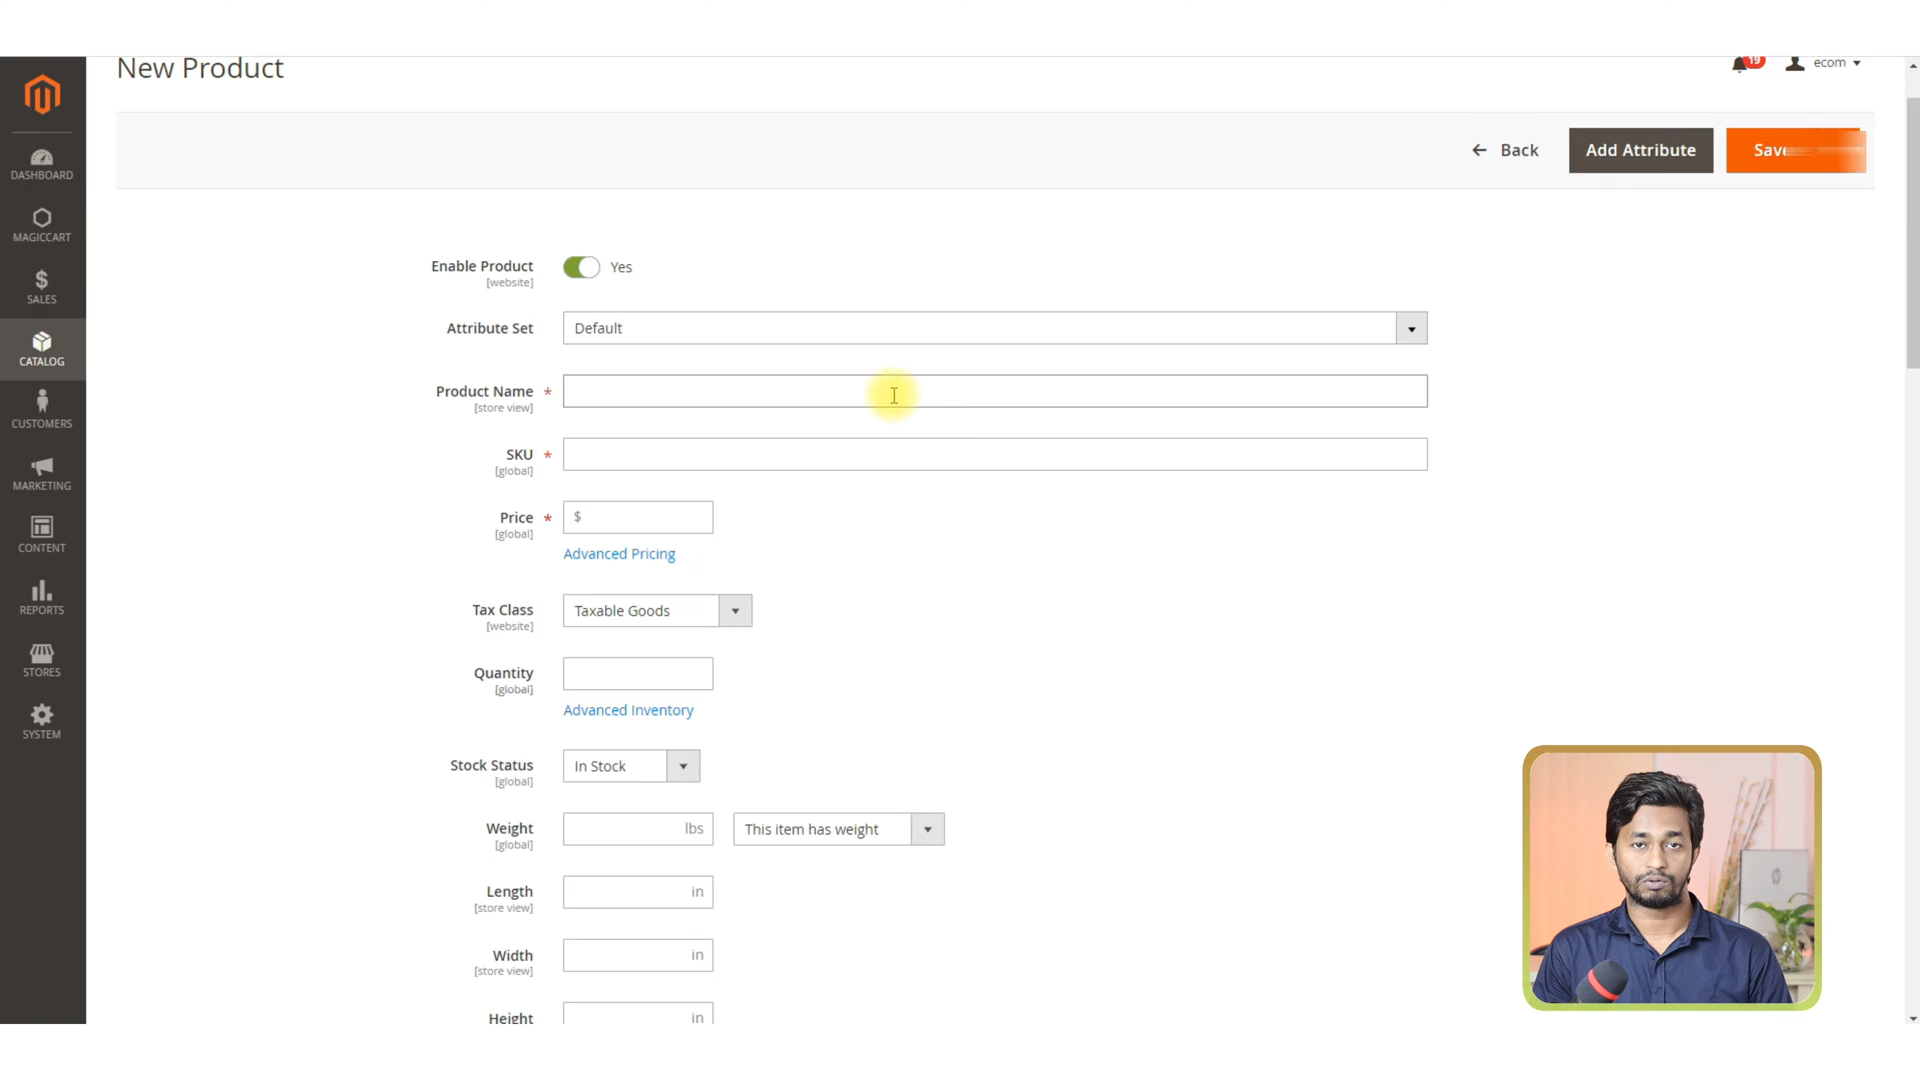 New Product
19
ecom
Back
Add Attribute
Save
DASHBOARD
MAGICCART
SALES
CATALOG
CUSTOMERS
MARKETING
CONTENT
REPORTS
STORES
SYSTEM
Enable Product
[website]
Yes
Attribute Set
Default
Product Name *
[store view]
SKU *
[global]
Price *
[global]
$
Advanced Pricing
Tax Class
[website]
Taxable Goods
Quantity
[global]
Advanced Inventory
Stock Status
[global]
In Stock
Weight
[global]
lbs
This item has weight
Length
[store view]
in
Width
[store view]
in
Height
in